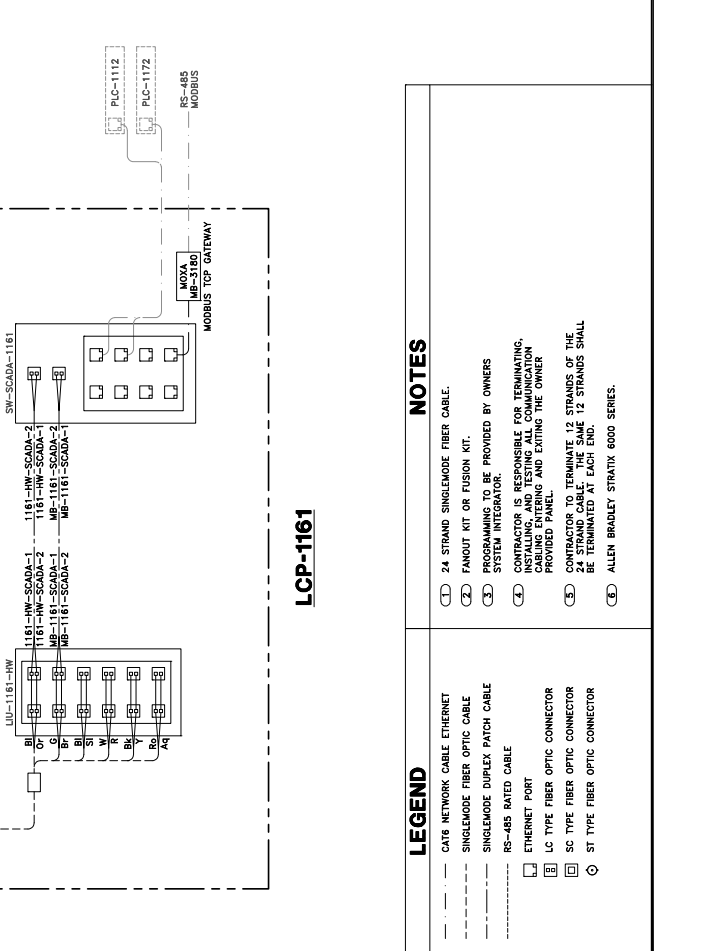 PLC-1112
PLC-1172
RS-485
MODBUS
MOXA
MB-3180
MODBUS TCP GATEWAY
SW-SCADA-1161
1161-HW-SCADA-2
1161-HW-SCADA-1
MB-1161-SCADA-2
MB-1161-SCADA-1
1161-HW-SCADA-1
1161-HW-SCADA-2
MB-1161-SCADA-1
MB-1161-SCADA-2
LIU-1161-HW
Bl
Or
G
Br
Bl
Sl
W
R
Bk
Y
Ro
Aq
LCP-1161
LEGEND
CAT6 NETWORK CABLE ETHERNET
SINGLEMODE FIBER OPTIC CABLE
SINGLEMODE DUPLEX PATCH CABLE
RS-485 RATED CABLE
ETHERNET PORT
LC TYPE FIBER OPTIC CONNECTOR
SC TYPE FIBER OPTIC CONNECTOR
ST TYPE FIBER OPTIC CONNECTOR
NOTES
1 24 STRAND SINGLEMODE FIBER CABLE.
2 FANOUT KIT OR FUSION KIT.
3 PROGRAMMING TO BE PROVIDED BY OWNERS
SYSTEM INTEGRATOR.
4 CONTRACTOR IS RESPONSIBLE FOR TERMINATING,
INSTALLING, AND TESTING ALL COMMUNICATION
CABLING ENTERING AND EXITING THE OWNER
PROVIDED PANEL.
5 CONTRACTOR TO TERMINATE 12 STRANDS OF THE
24 STRAND CABLE. THE SAME 12 STRANDS SHALL
BE TERMINATED AT EACH END.
6 ALLEN BRADLEY STRATIX 6000 SERIES.